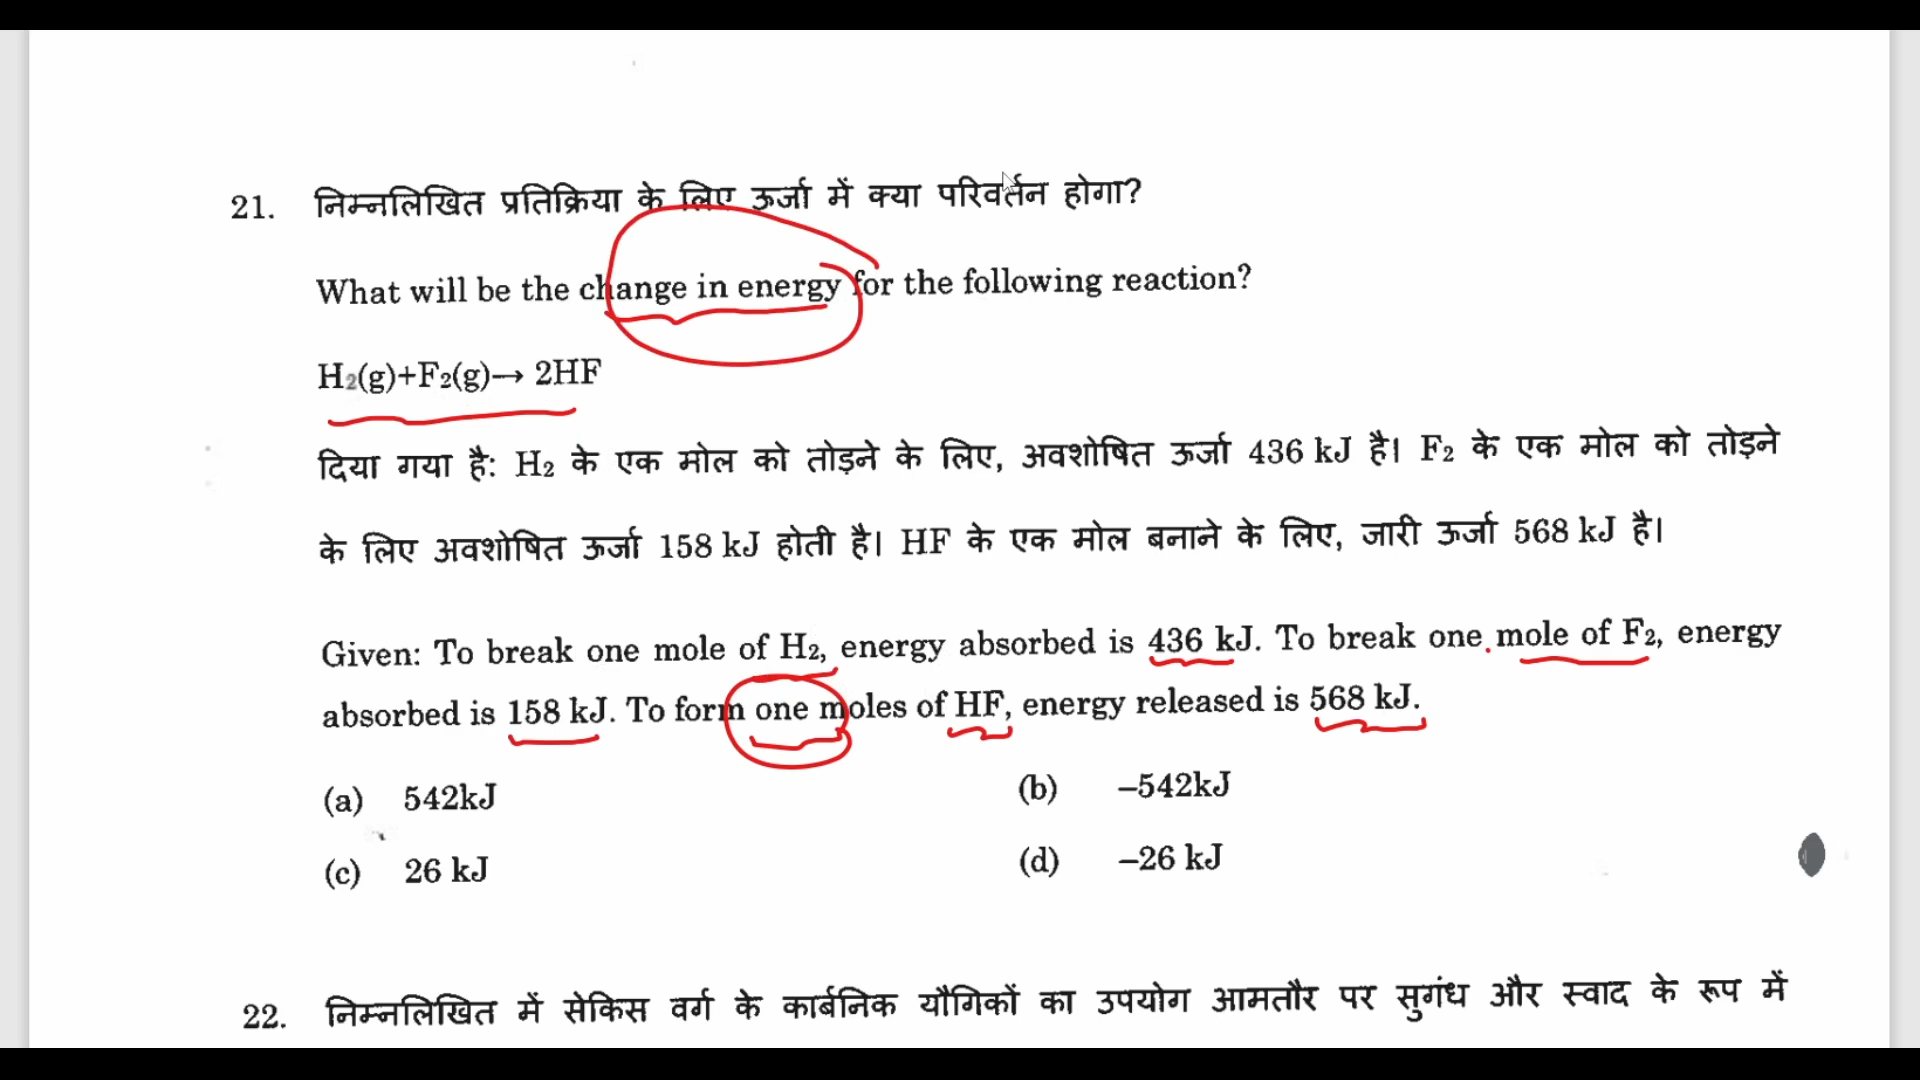 21. निम्नलिखित प्रतिक्रिया के लिए ऊर्जा में क्या परिवर्तन होगा?
What will be the change in energy for the following reaction?
H₂(g)+F₂(g)→ 2HF
दिया गया है: H₂ के एक मोल को तोड़ने के लिए, अवशोषित ऊर्जा 436 kJ है। F₂ के एक मोल को तोड़ने
के लिए अवशोषित ऊर्जा 158 kJ होती है। HF के एक मोल बनाने के लिए, जारी ऊर्जा 568 kJ है।
Given: To break one mole of H₂, energy absorbed is 436 kJ. To break one mole of F₂, energy
absorbed is 158 kJ. To form one moles of HF, energy released is 568 kJ.
(a) 542kJ (b) –542kJ
(c) 26 kJ (d) –26 kJ
22. निम्नलिखित में सेकिस वर्ग के कार्बनिक यौगिकों का उपयोग आमतौर पर सुगंध और स्वाद के रूप में